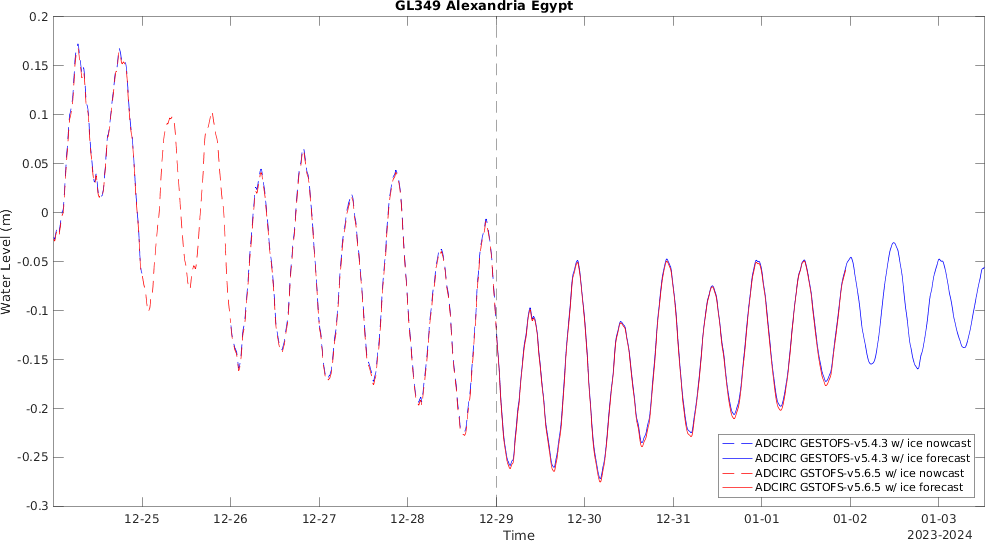 GL349 Alexandria Egypt
0.2
0.15
0.1
0.05
0
-0.05
-0.1
-0.15
-0.2
-0.25
-0.3
Water Level (m)
ADCIRC GESTOFS-v5.4.3 w/ ice nowcast
ADCIRC GESTOFS-v5.4.3 w/ ice forecast
ADCIRC GSTOFS-v5.6.5 w/ ice nowcast
ADCIRC GSTOFS-v5.6.5 w/ ice forecast
12-25 12-26 12-27 12-28 12-29 12-30 12-31 01-01 01-02 01-03
Time
2023-2024